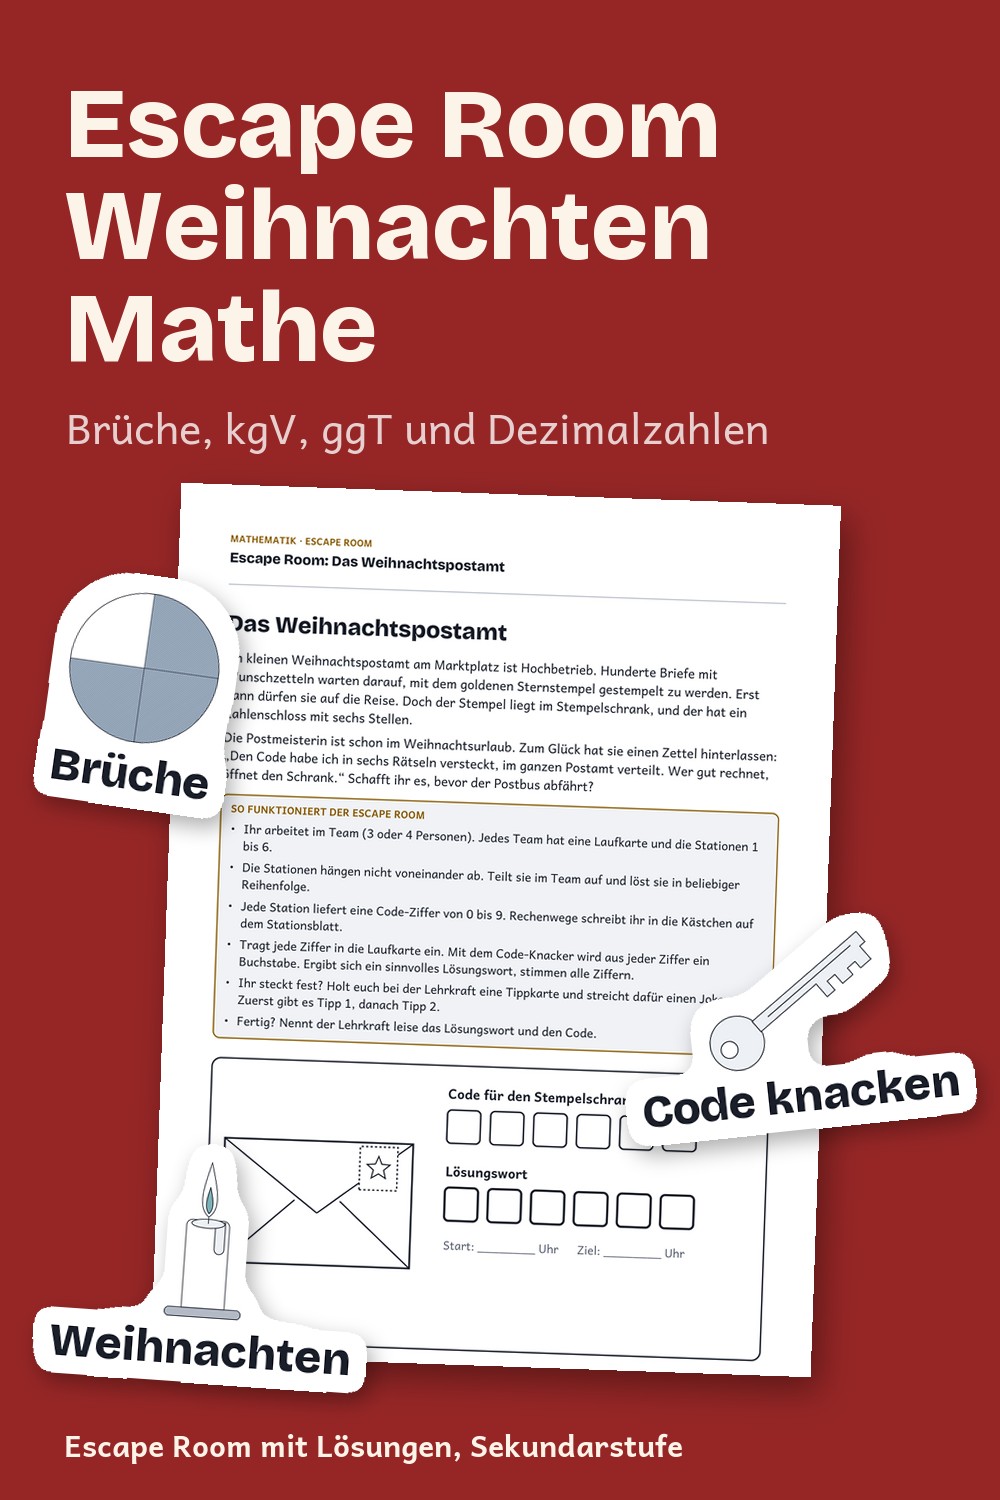 Escape Room
Weihnachten
Mathe
Brüche, kgV, ggT und Dezimalzahlen
MATHEMATIK · ESCAPE ROOM
Escape Room: Das Weihnachtspostamt
Das Weihnachtspostamt
kleinen Weihnachtspostamt am Marktplatz ist Hochbetrieb. Hunderte Briefe mit
warten darauf, mit dem goldenen Sternstempel gestempelt zu werden. Erst
dürfen sie auf die Reise. Doch der Stempel liegt im Stempelschrank, und der hat ein
mit sechs Stellen.
Die Postmeisterin ist schon im Weihnachtsurlaub. Zum Glück hat sie einen Zettel hinterlassen:
„Den Code habe ich in sechs Rätseln versteckt, im ganzen Postamt verteilt. Wer gut rechnet,
öffnet den Schrank.“ Schafft ihr es, bevor der Postbus abfährt?
Brüche
SO FUNKTIONIERT DER ESCAPE ROOM
• Ihr arbeitet im Team (3 oder 4 Personen). Jedes Team hat eine Laufkarte und die Stationen 1
bis 6.
• Die Stationen hängen nicht voneinander ab. Teilt sie im Team auf und löst sie in beliebiger
Reihenfolge.
• Jede Station liefert eine Code-Ziffer von 0 bis 9. Rechenwege schreibt ihr in die Kästchen auf
dem Stationsblatt.
• Tragt jede Ziffer in die Laufkarte ein. Mit dem Code-Knacker wird aus jeder Ziffer ein
Buchstabe. Ergibt sich ein sinnvolles Lösungswort, stimmen alle Ziffern.
• Ihr steckt fest? Holt euch bei der Lehrkraft eine Tippkarte und streicht dafür einen
Zuerst gibt es Tipp 1, danach Tipp 2.
• Fertig? Nennt der Lehrkraft leise das Lösungswort und den Code.
Code knacken
Code für den
Lösungswort
Start: ________ Uhr Ziel: ________ Uhr
Weihnachten
Escape Room mit Lösungen, Sekundarstufe